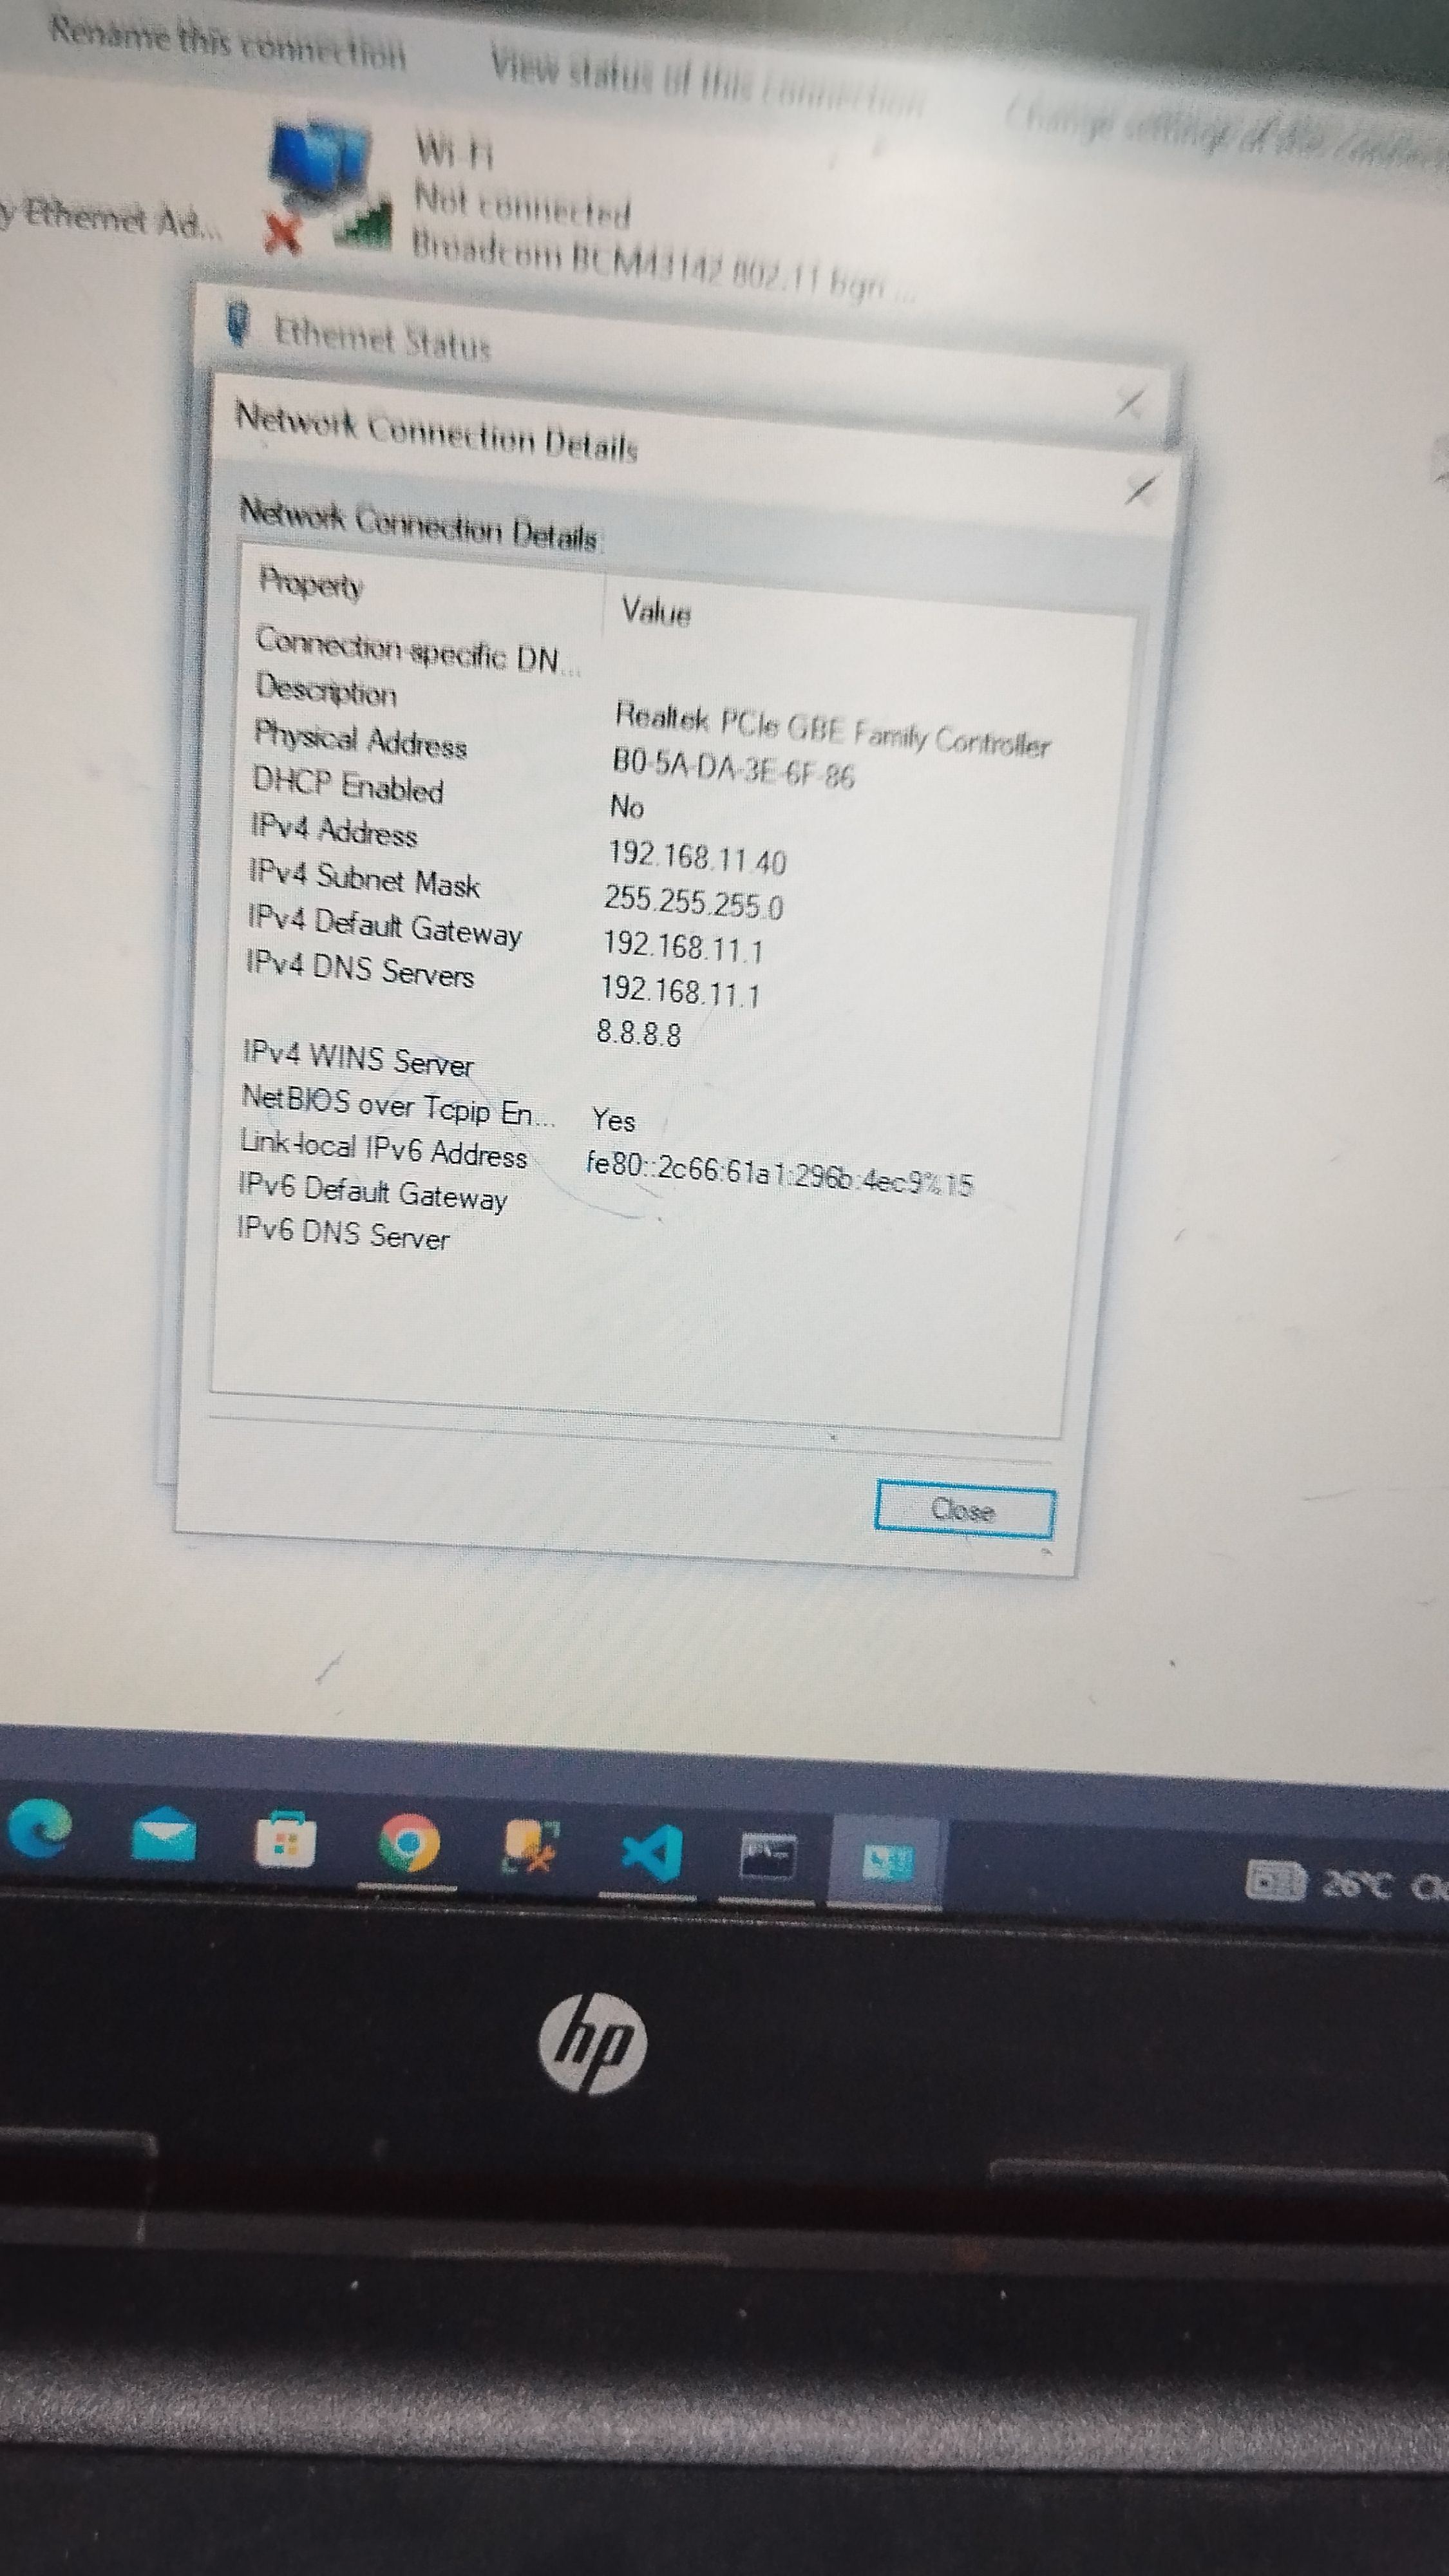 Rename this connection View status of this connection Change settings of this
Wi-Fi
Not connected
y Ethernet Ad...
Broadcom BCM43142 802.11 bgn ...
Ethernet Status
Network Connection Details
Network Connection Details:
Property Value
Connection-specific DN...
Description Realtek PCIe GBE Family Controller
Physical Address B0-5A-DA-3E-6F-86
DHCP Enabled No
IPv4 Address 192.168.11.40
IPv4 Subnet Mask 255.255.255.0
IPv4 Default Gateway 192.168.11.1
IPv4 DNS Servers 192.168.11.1
8.8.8.8
IPv4 WINS Server
NetBIOS over Tcpip En... Yes
Link-local IPv6 Address fe80::2c66:61a1:296b:4ec9%15
IPv6 Default Gateway
IPv6 DNS Server
Close
26°C
hp